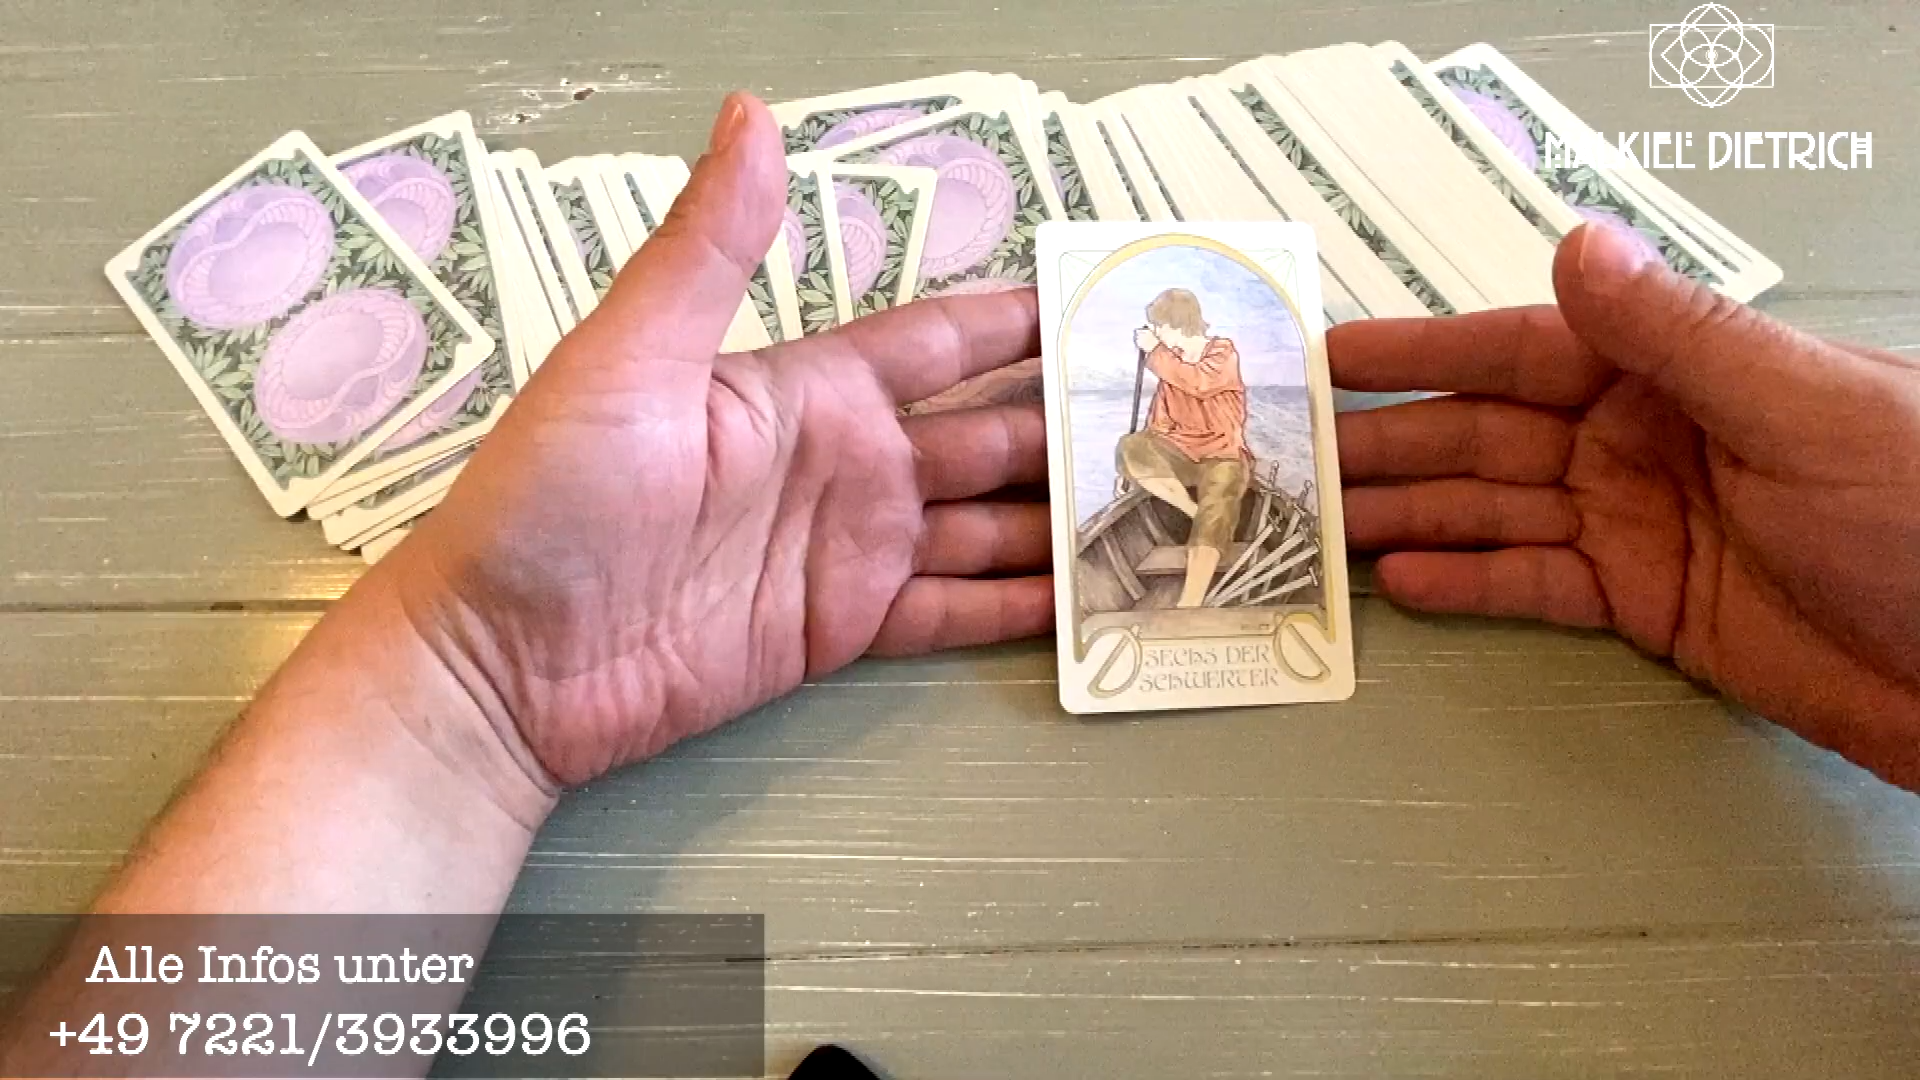 MALKIEL DIETRICH
SECHS DER
SCHWERTER
Alle Infos unter
+49 7221/3933996